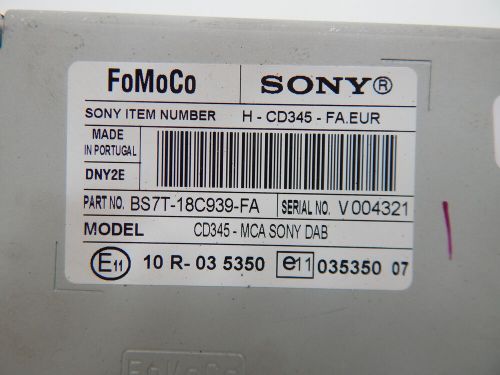 FoMoCo SONY®
SONY ITEM NUMBER H - CD345 - FA.EUR
MADE
IN PORTUGAL
DNY2E
PART NO. BS7T-18C939-FA SERIAL NO. V004321
MODEL CD345 - MCA SONY DAB
E11 10 R- 03 5350 e11 035350 07
FoMoCo